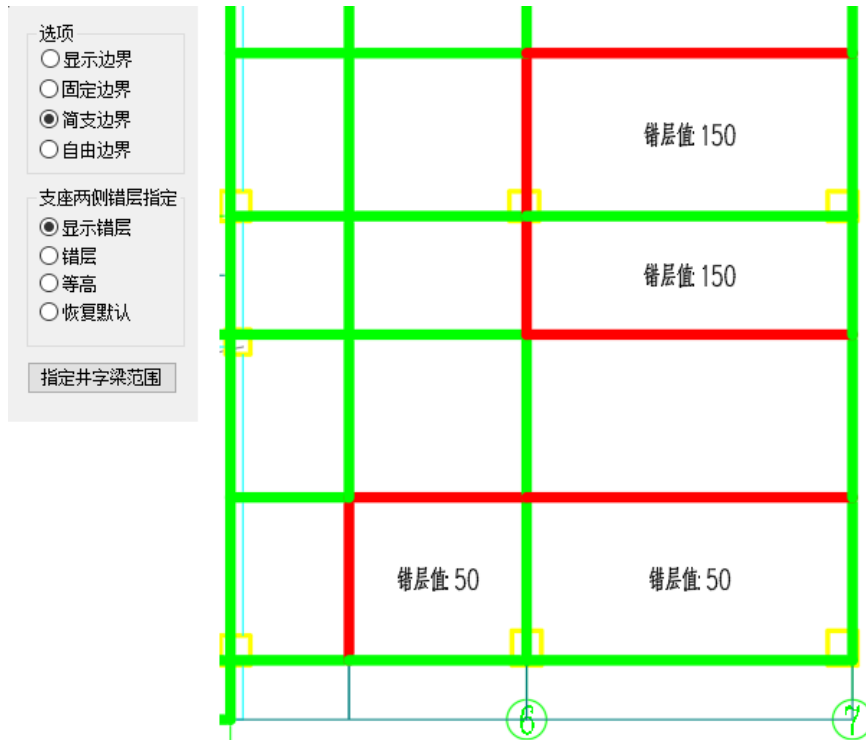 选项
显示边界
固定边界
简支边界
自由边界
支座两侧错层指定
显示错层
错层
等高
恢复默认
指定井字梁范围
错层值:150
错层值:150
错层值:50
错层值:50
6
7